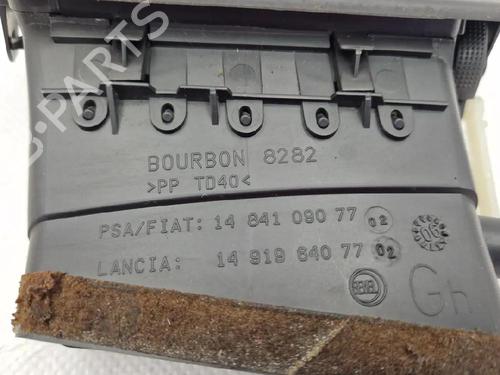 B-PARTS
BOURBON 8282
>PP TD40<
PSA/FIAT: 14 841 090 77 02
LANCIA: 14 919 640 77 02
06
Gh